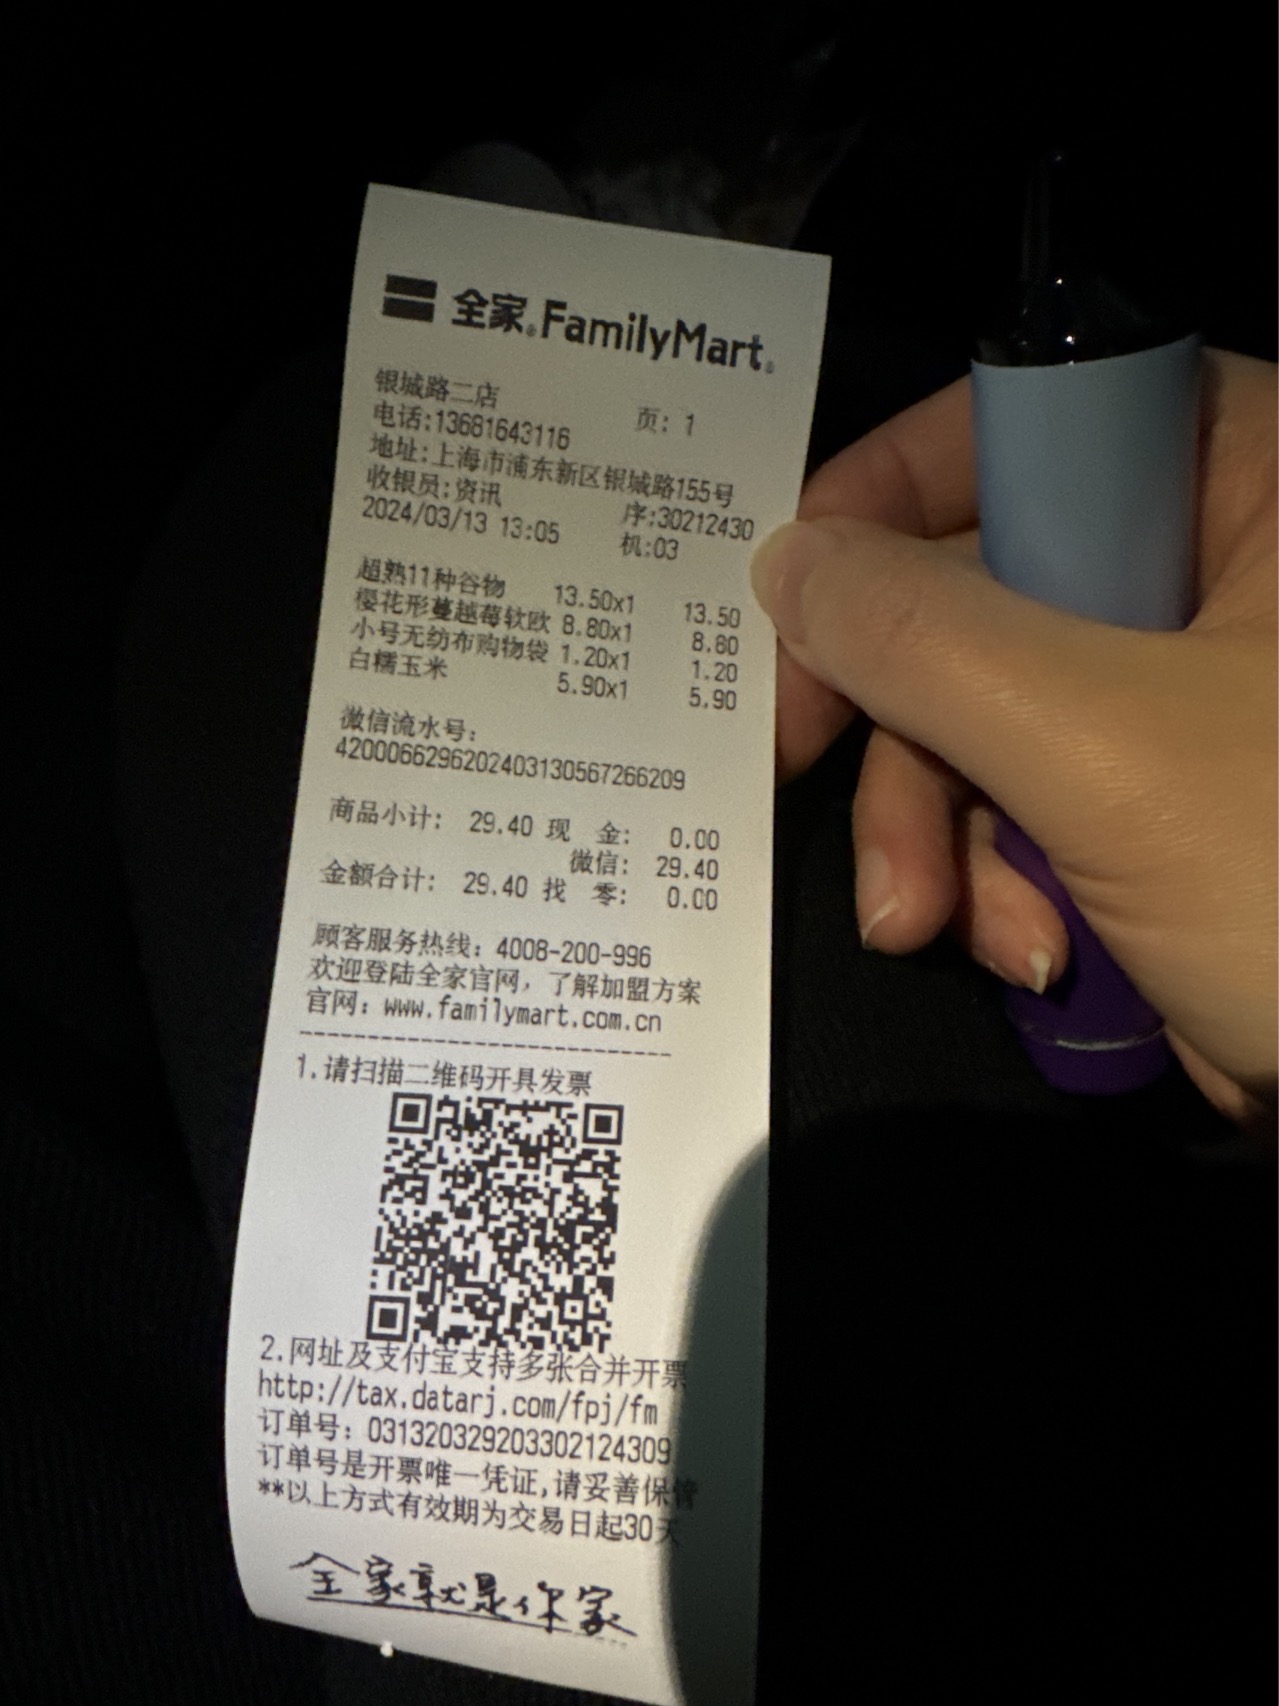 全家®FamilyMart®
银城路二店 页: 1
电话:13681643116
地址:上海市浦东新区银城路155号
收银员:资讯 序:30212430
2024/03/13 13:05 机:03
超熟11种谷物 13.50x1 13.50
樱花形蔓越莓软欧 8.80x1 8.80
小号无纺布购物袋 1.20x1 1.20
白糯玉米 5.90x1 5.90
微信流水号:
4200066296202403130567266209
商品小计: 29.40 现 金: 0.00
微信: 29.40
金额合计: 29.40 找 零: 0.00
顾客服务热线: 4008-200-996
欢迎登陆全家官网, 了解加盟方案
官网: www.familymart.com.cn
1.请扫描二维码开具发票
2.网址及支付宝支持多张合并开票
http://tax.datarj.com/fpj/fm
订单号: 031320329203302124309
订单号是开票唯一凭证,请妥善保管
**以上方式有效期为交易日起30天
全家就是你家